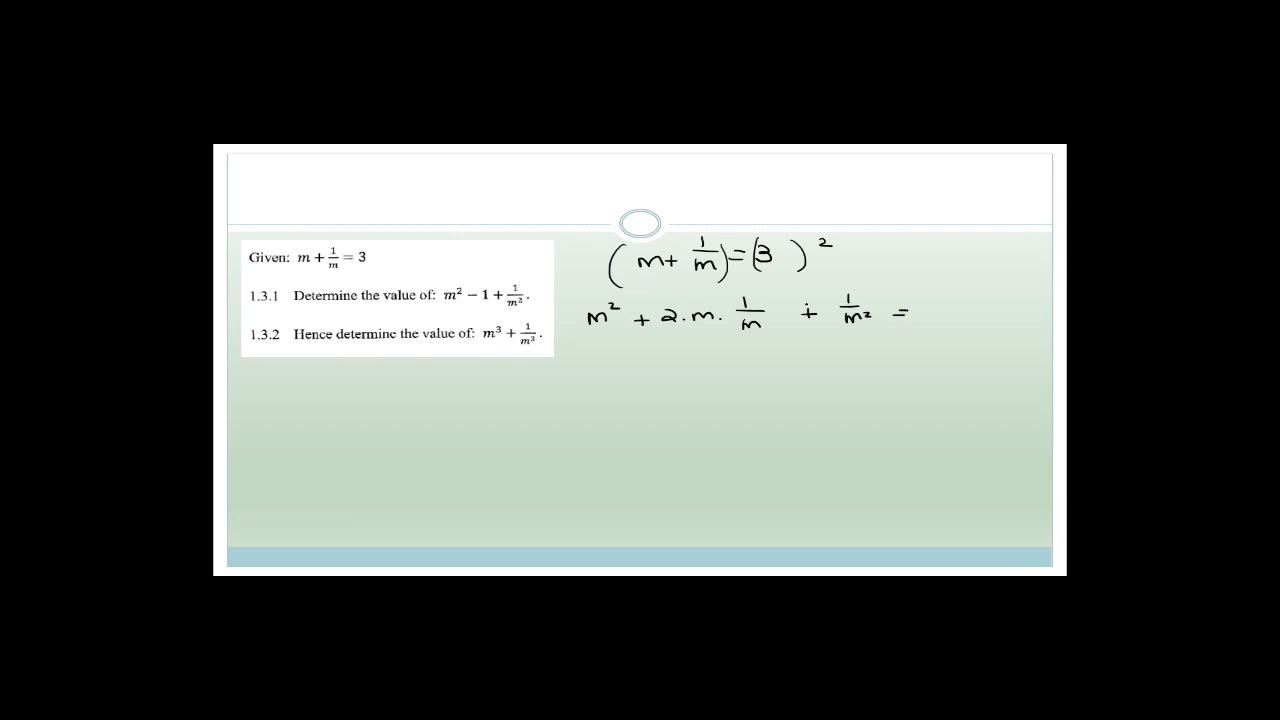 Given: m + 1/m = 3
1.3.1 Determine the value of: m² − 1 + 1/m².
1.3.2 Hence determine the value of: m³ + 1/m³.
( m + 1/m ) = (3 )²
m² + 2.m. 1/m + 1/m² =